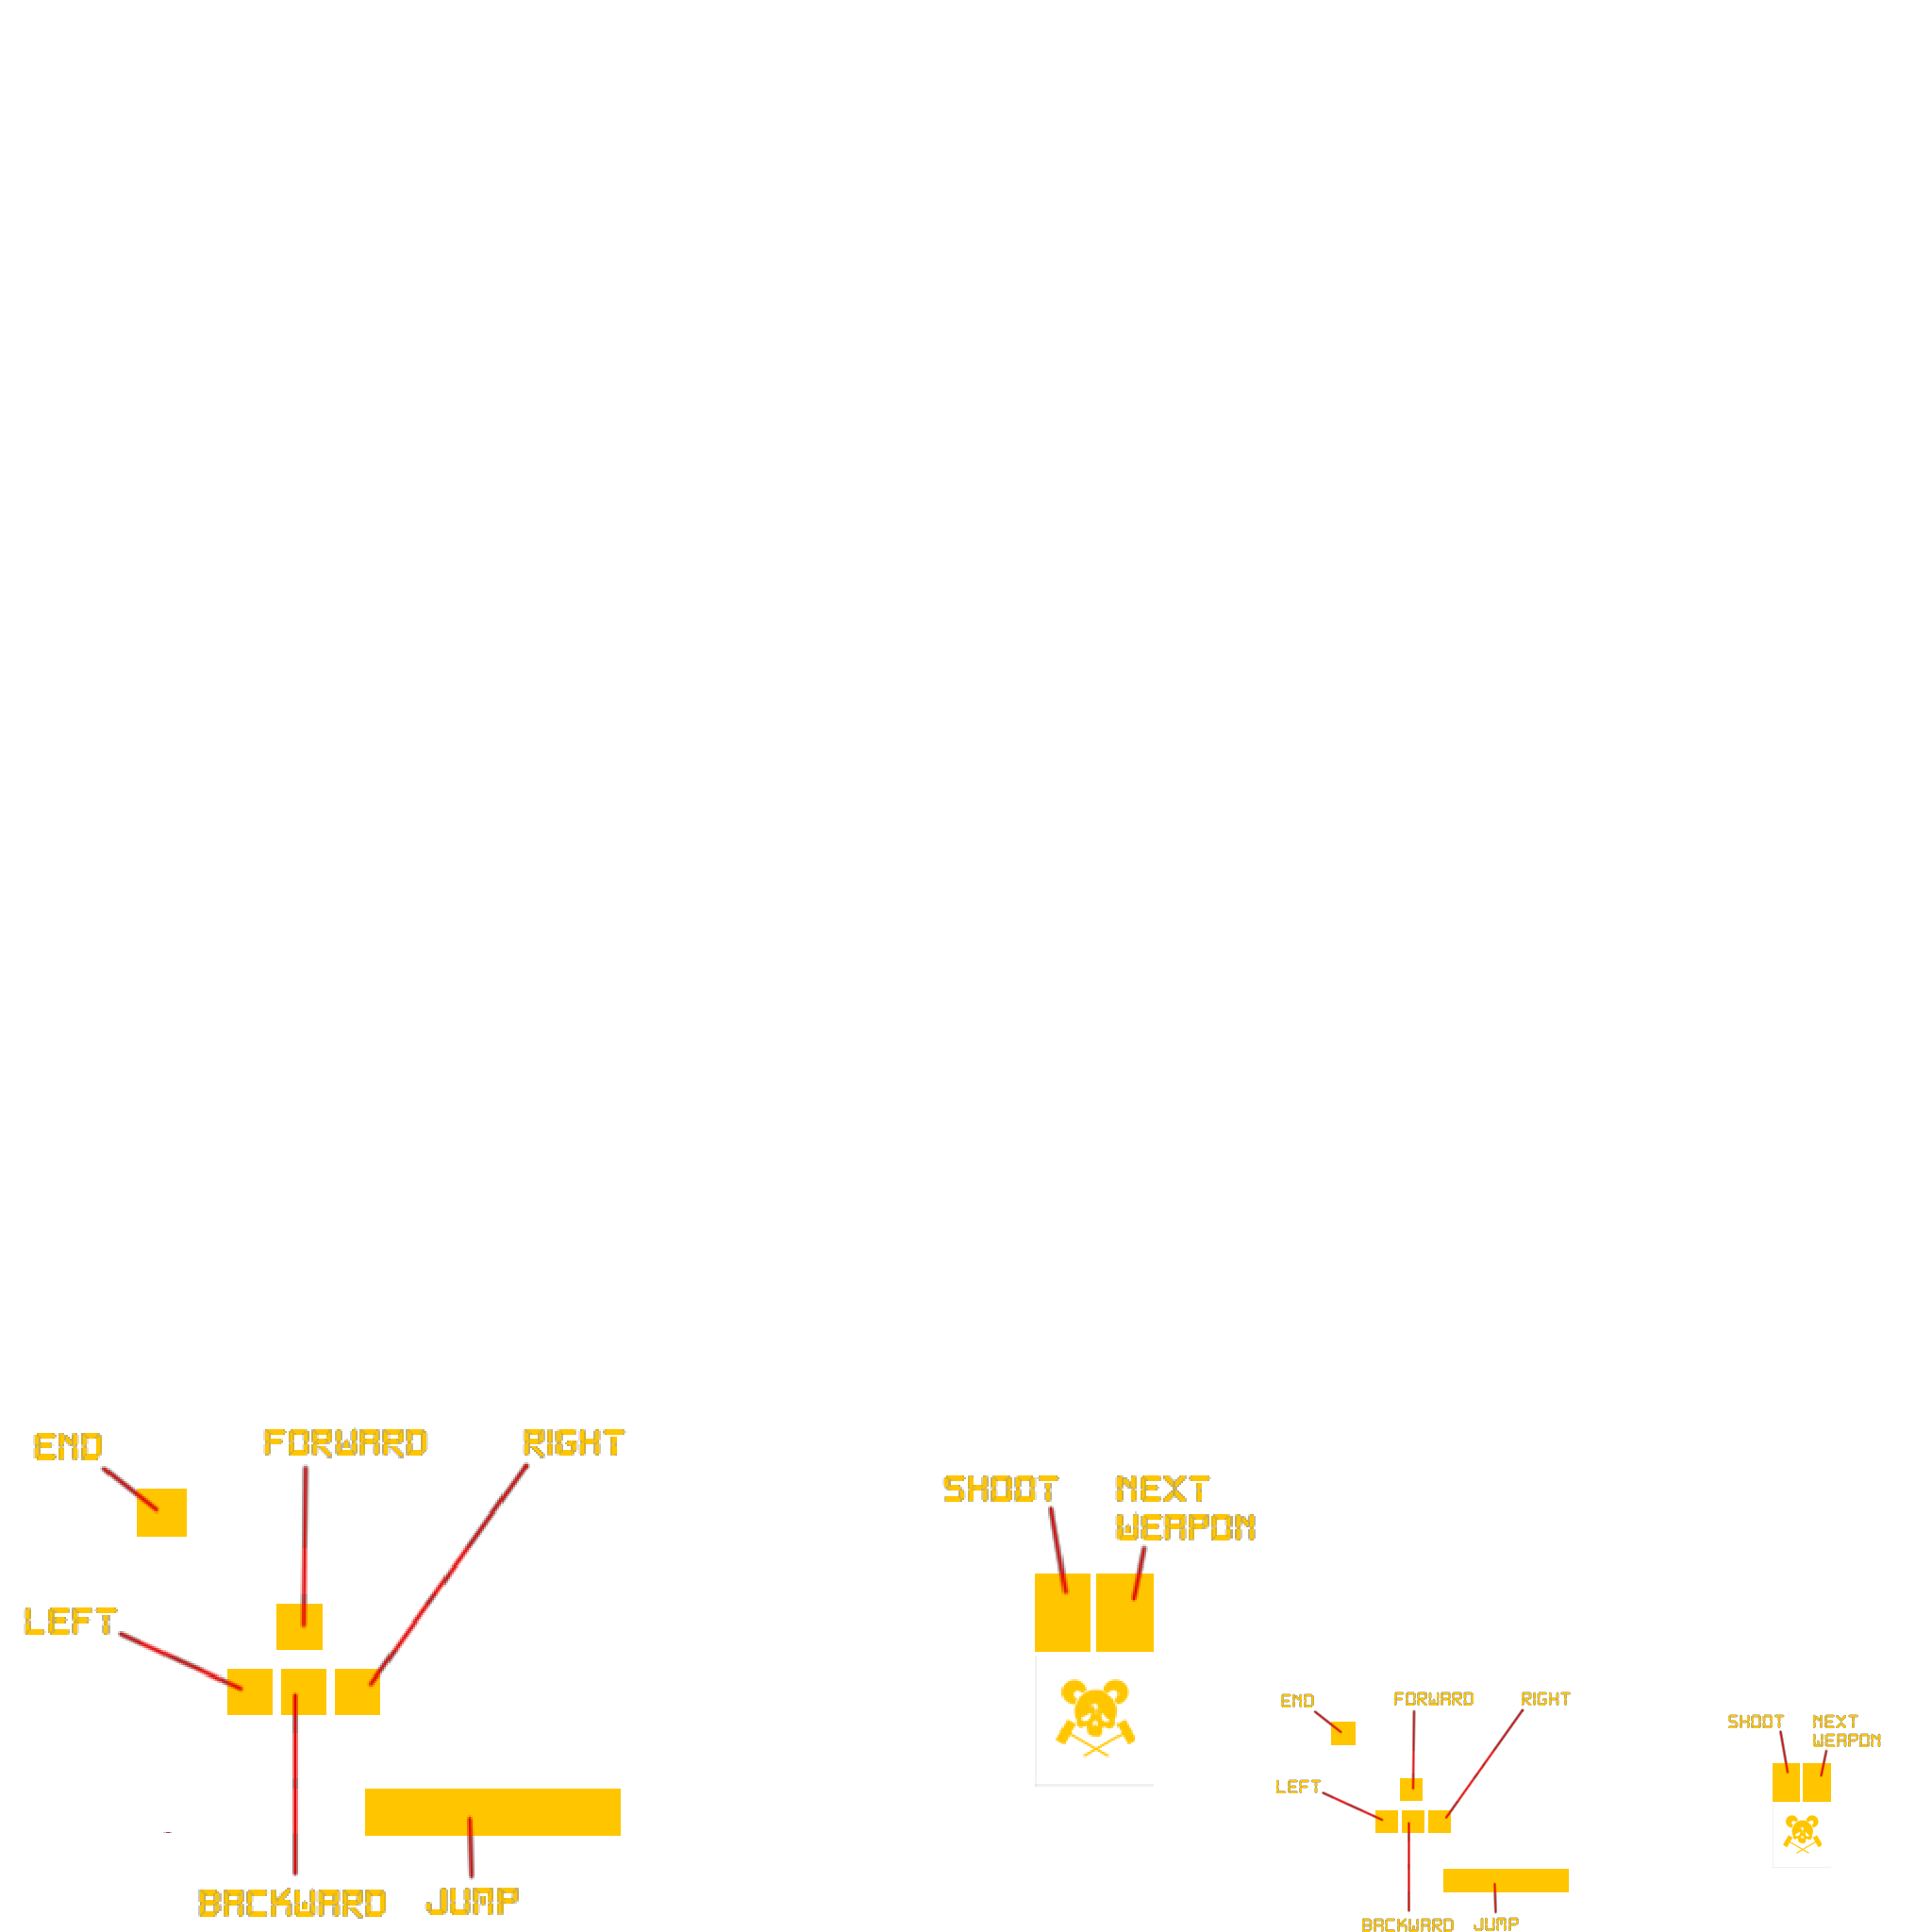 END
FORWARD
RIGHT
LEFT
BACKWARD
JUMP
SHOOT
NEXT
WEAPON
END
FORWARD
RIGHT
LEFT
BACKWARD
JUMP
SHOOT
NEXT
WEAPON